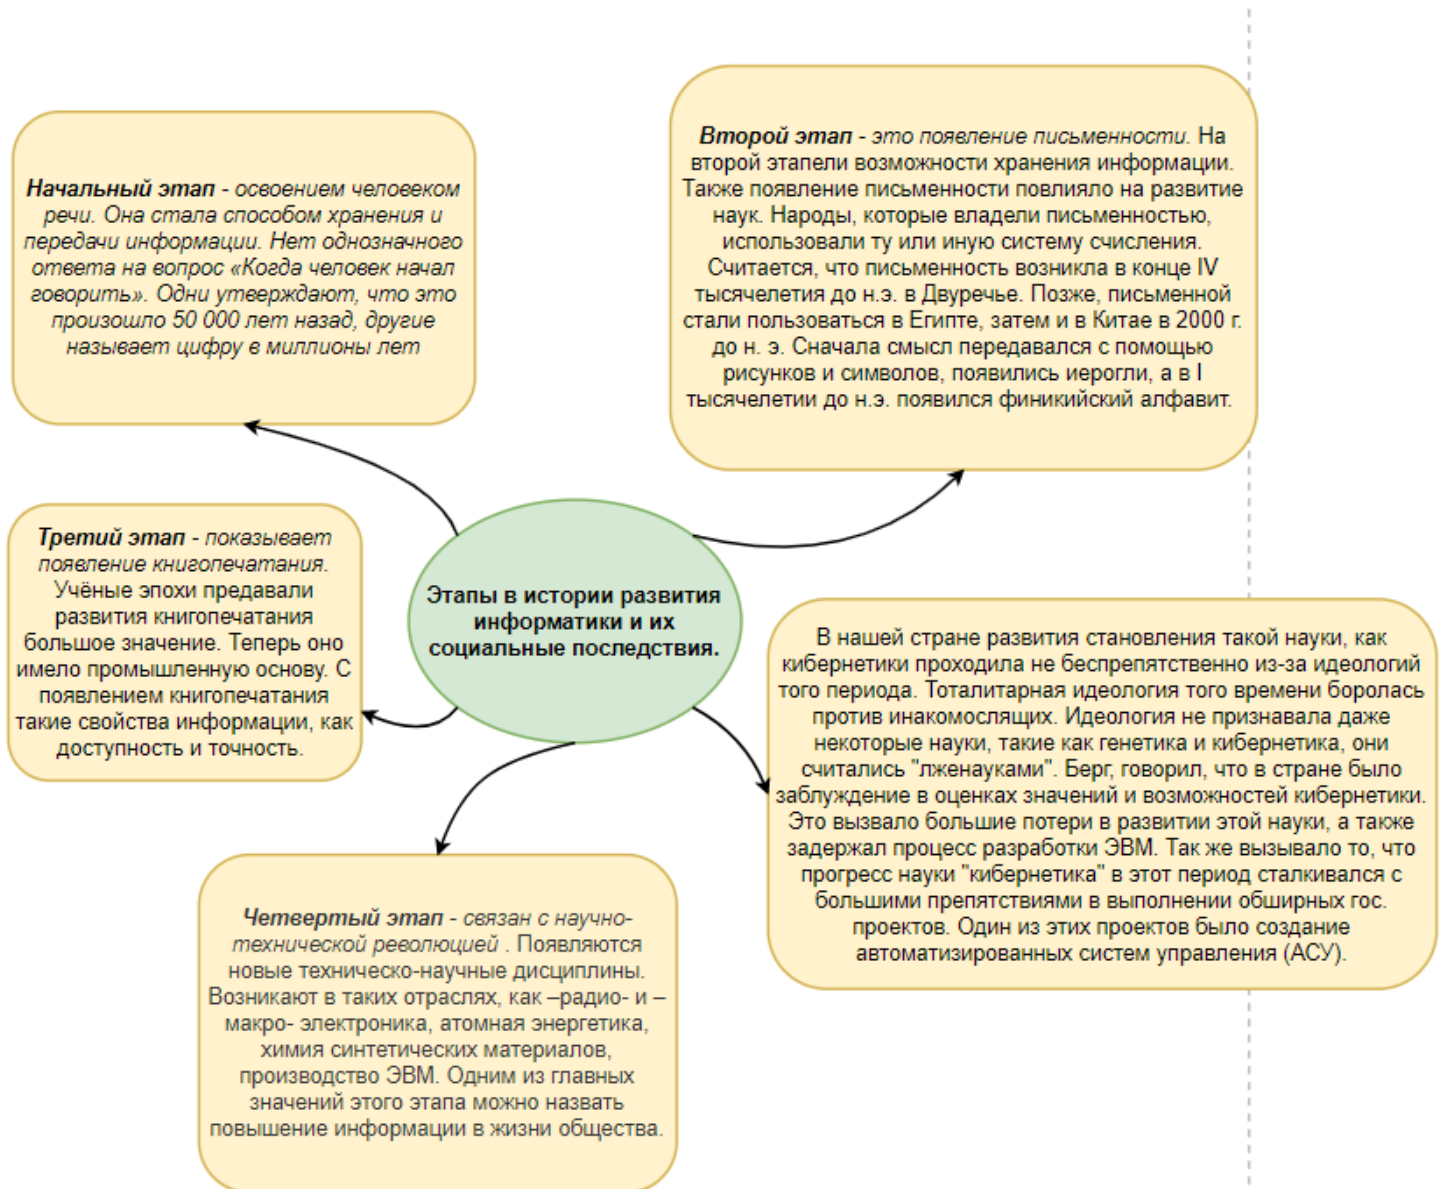 Начальный этап - освоением человеком
речи. Она стала способом хранения и
передачи информации. Нет однозначного
ответа на вопрос «Когда человек начал
говорить». Одни утверждают, что это
произошло 50 000 лет назад, другие
называет цифру в миллионы лет
Второй этап - это появление письменности. На
второй этапели возможности хранения информации.
Также появление письменности повлияло на развитие
наук. Народы, которые владели письменностью,
использовали ту или иную систему счисления.
Считается, что письменность возникла в конце IV
тысячелетия до н.э. в Двуречье. Позже, письменной
стали пользоваться в Египте, затем и в Китае в 2000 г.
до н. э. Сначала смысл передавался с помощью
рисунков и символов, появились иерогли, а в I
тысячелетии до н.э. появился финикийский алфавит.
Третий этап - показывает
появление книгопечатания.
Учёные эпохи предавали
развития книгопечатания
большое значение. Теперь оно
имело промышленную основу. С
появлением книгопечатания
такие свойства информации, как
доступность и точность.
Этапы в истории развития
информатики и их
социальные последствия.
В нашей стране развития становления такой науки, как
кибернетики проходила не беспрепятственно из-за идеологий
того периода. Тоталитарная идеология того времени боролась
против инакомослящих. Идеология не признавала даже
некоторые науки, такие как генетика и кибернетика, они
считались "лженауками". Берг, говорил, что в стране было
заблуждение в оценках значений и возможностей кибернетики.
Это вызвало большие потери в развитии этой науки, а также
задержал процесс разработки ЭВМ. Так же вызывало то, что
прогресс науки "кибернетика" в этот период сталкивался с
большими препятствиями в выполнении обширных гос.
проектов. Один из этих проектов было создание
автоматизированных систем управления (АСУ).
Четвертый этап - связан с научно-
технической революцией . Появляются
новые техническо-научные дисциплины.
Возникают в таких отраслях, как –радио- и –
макро- электроника, атомная энергетика,
химия синтетических материалов,
производство ЭВМ. Одним из главных
значений этого этапа можно назвать
повышение информации в жизни общества.